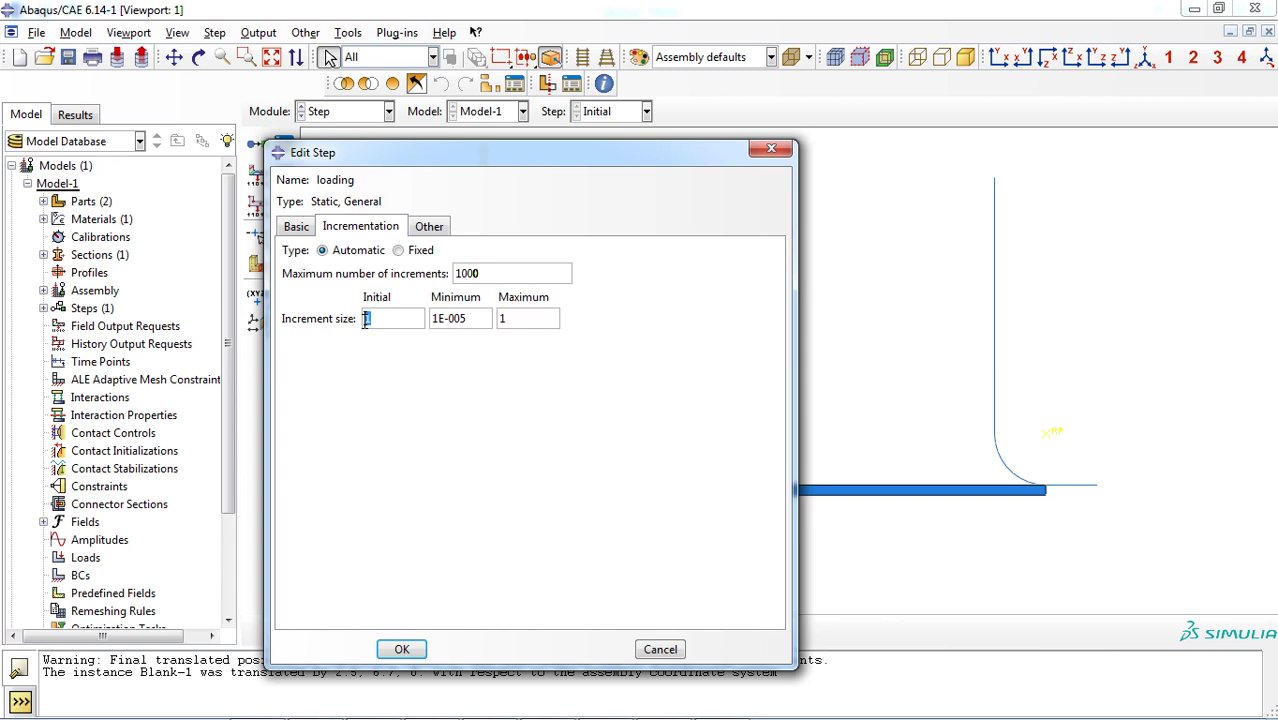 Abaqus/CAE 6.14-1 [Viewport: 1]
File Model Viewport View Step Output Other Tools Plug-ins Help
All
Assembly defaults
1 2 3 4
Model Results
Module: Step Model: Model-1 Step: Initial
Model Database
Models (1)
Model-1
Parts (2)
Materials (1)
Calibrations
Sections (1)
Profiles
Assembly
Steps (1)
Field Output Requests
History Output Requests
Time Points
ALE Adaptive Mesh Constraint
Interactions
Interaction Properties
Contact Controls
Contact Initializations
Contact Stabilizations
Constraints
Connector Sections
Fields
Amplitudes
Loads
BCs
Predefined Fields
Remeshing Rules
Edit Step
Name: loading
Type: Static, General
Basic Incrementation Other
Type: Automatic Fixed
Maximum number of increments: 1000
Initial Minimum Maximum
Increment size: 1E-005 1
OK Cancel
RP
SIMULIA
Warning: Final translated pos
The instance Blank-1 was translated by 2.5, 6.7, 0. with respect to the assembly coordinate system